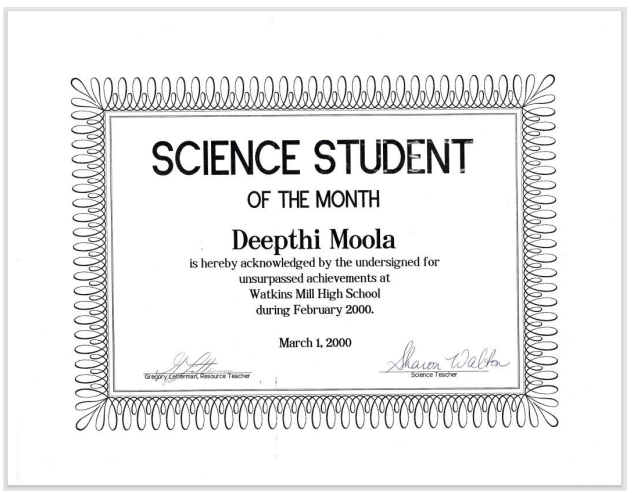 SCIENCE STUDENT
OF THE MONTH
Deepthi Moola
is hereby acknowledged by the undersigned for
unsurpassed achievements at
Watkins Mill High School
during February 2000.
March 1, 2000
Sharon Walton
Gregory Letterman, Resource Teacher
Science Teacher